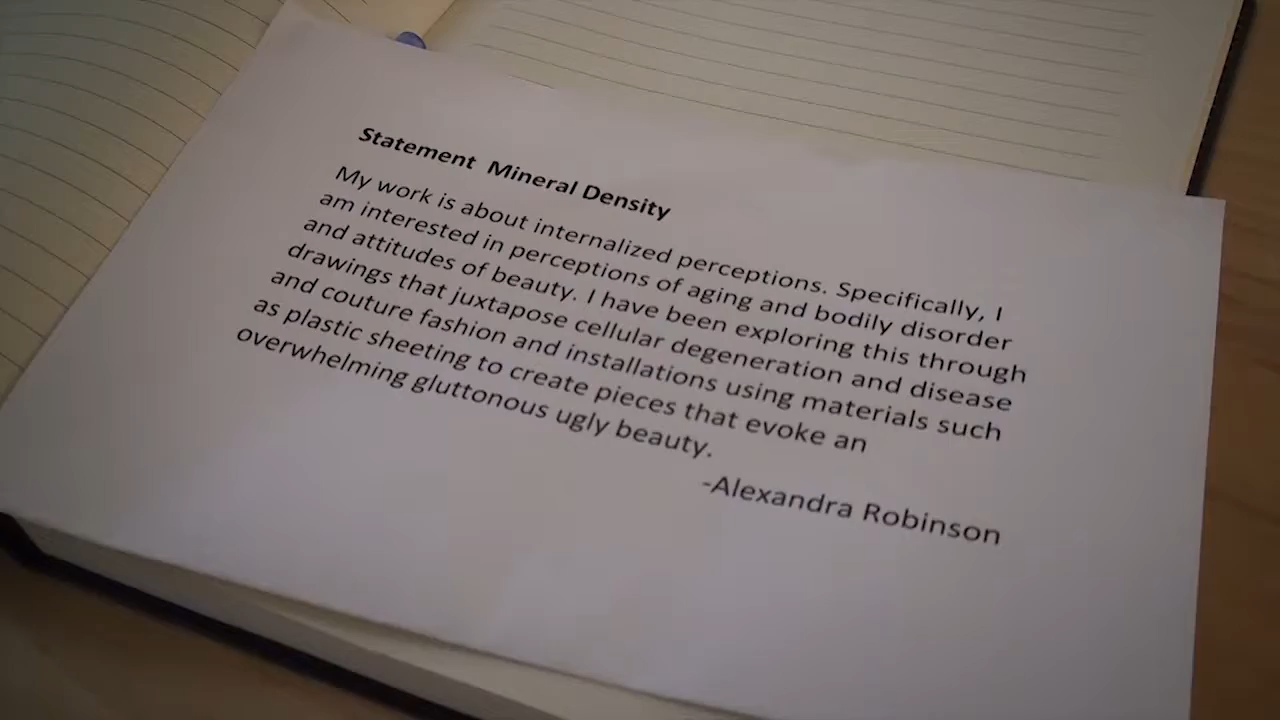 Statement  Mineral Density
My work is about internalized perceptions. Specifically, I
am interested in perceptions of aging and bodily disorder
and attitudes of beauty. I have been exploring this through
drawings that juxtapose cellular degeneration and disease
and couture fashion and installations using materials such
as plastic sheeting to create pieces that evoke an
overwhelming gluttonous ugly beauty.
-Alexandra Robinson